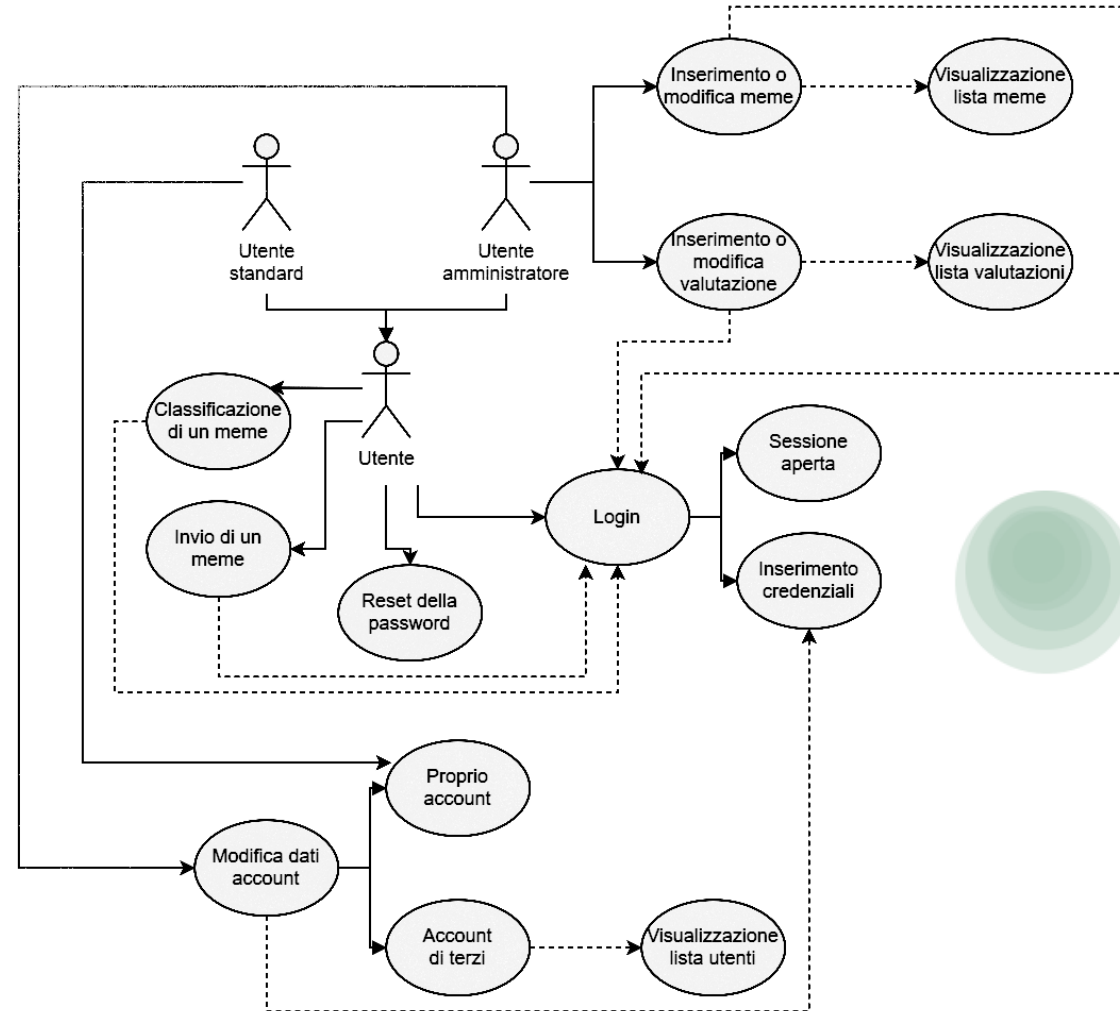 Inserimento o
modifica meme
Visualizzazione
lista meme
Utente
standard
Utente
amministratore
Inserimento o
modifica
valutazione
Visualizzazione
lista valutazioni
Classificazione
di un meme
Utente
Sessione
aperta
Login
Invio di un
meme
Inserimento
credenziali
Reset della
password
Proprio
account
Modifica dati
account
Account
di terzi
Visualizzazione
lista utenti